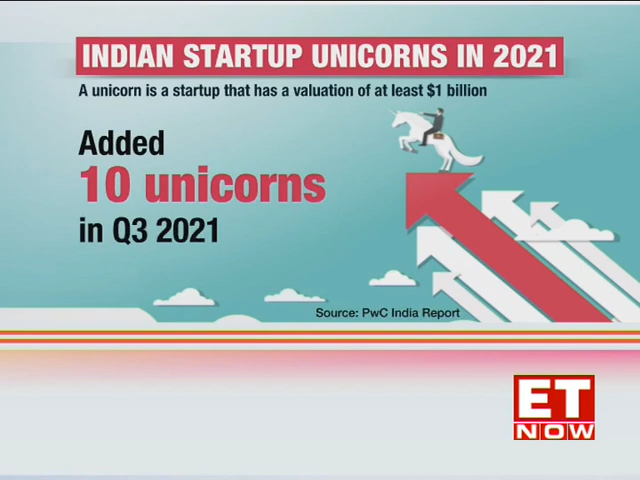 INDIAN STARTUP UNICORNS IN 2021
A unicorn is a startup that has a valuation of at least $1 billion
Added
10 unicorns
in Q3 2021
Source: PwC India Report
ET
NOW